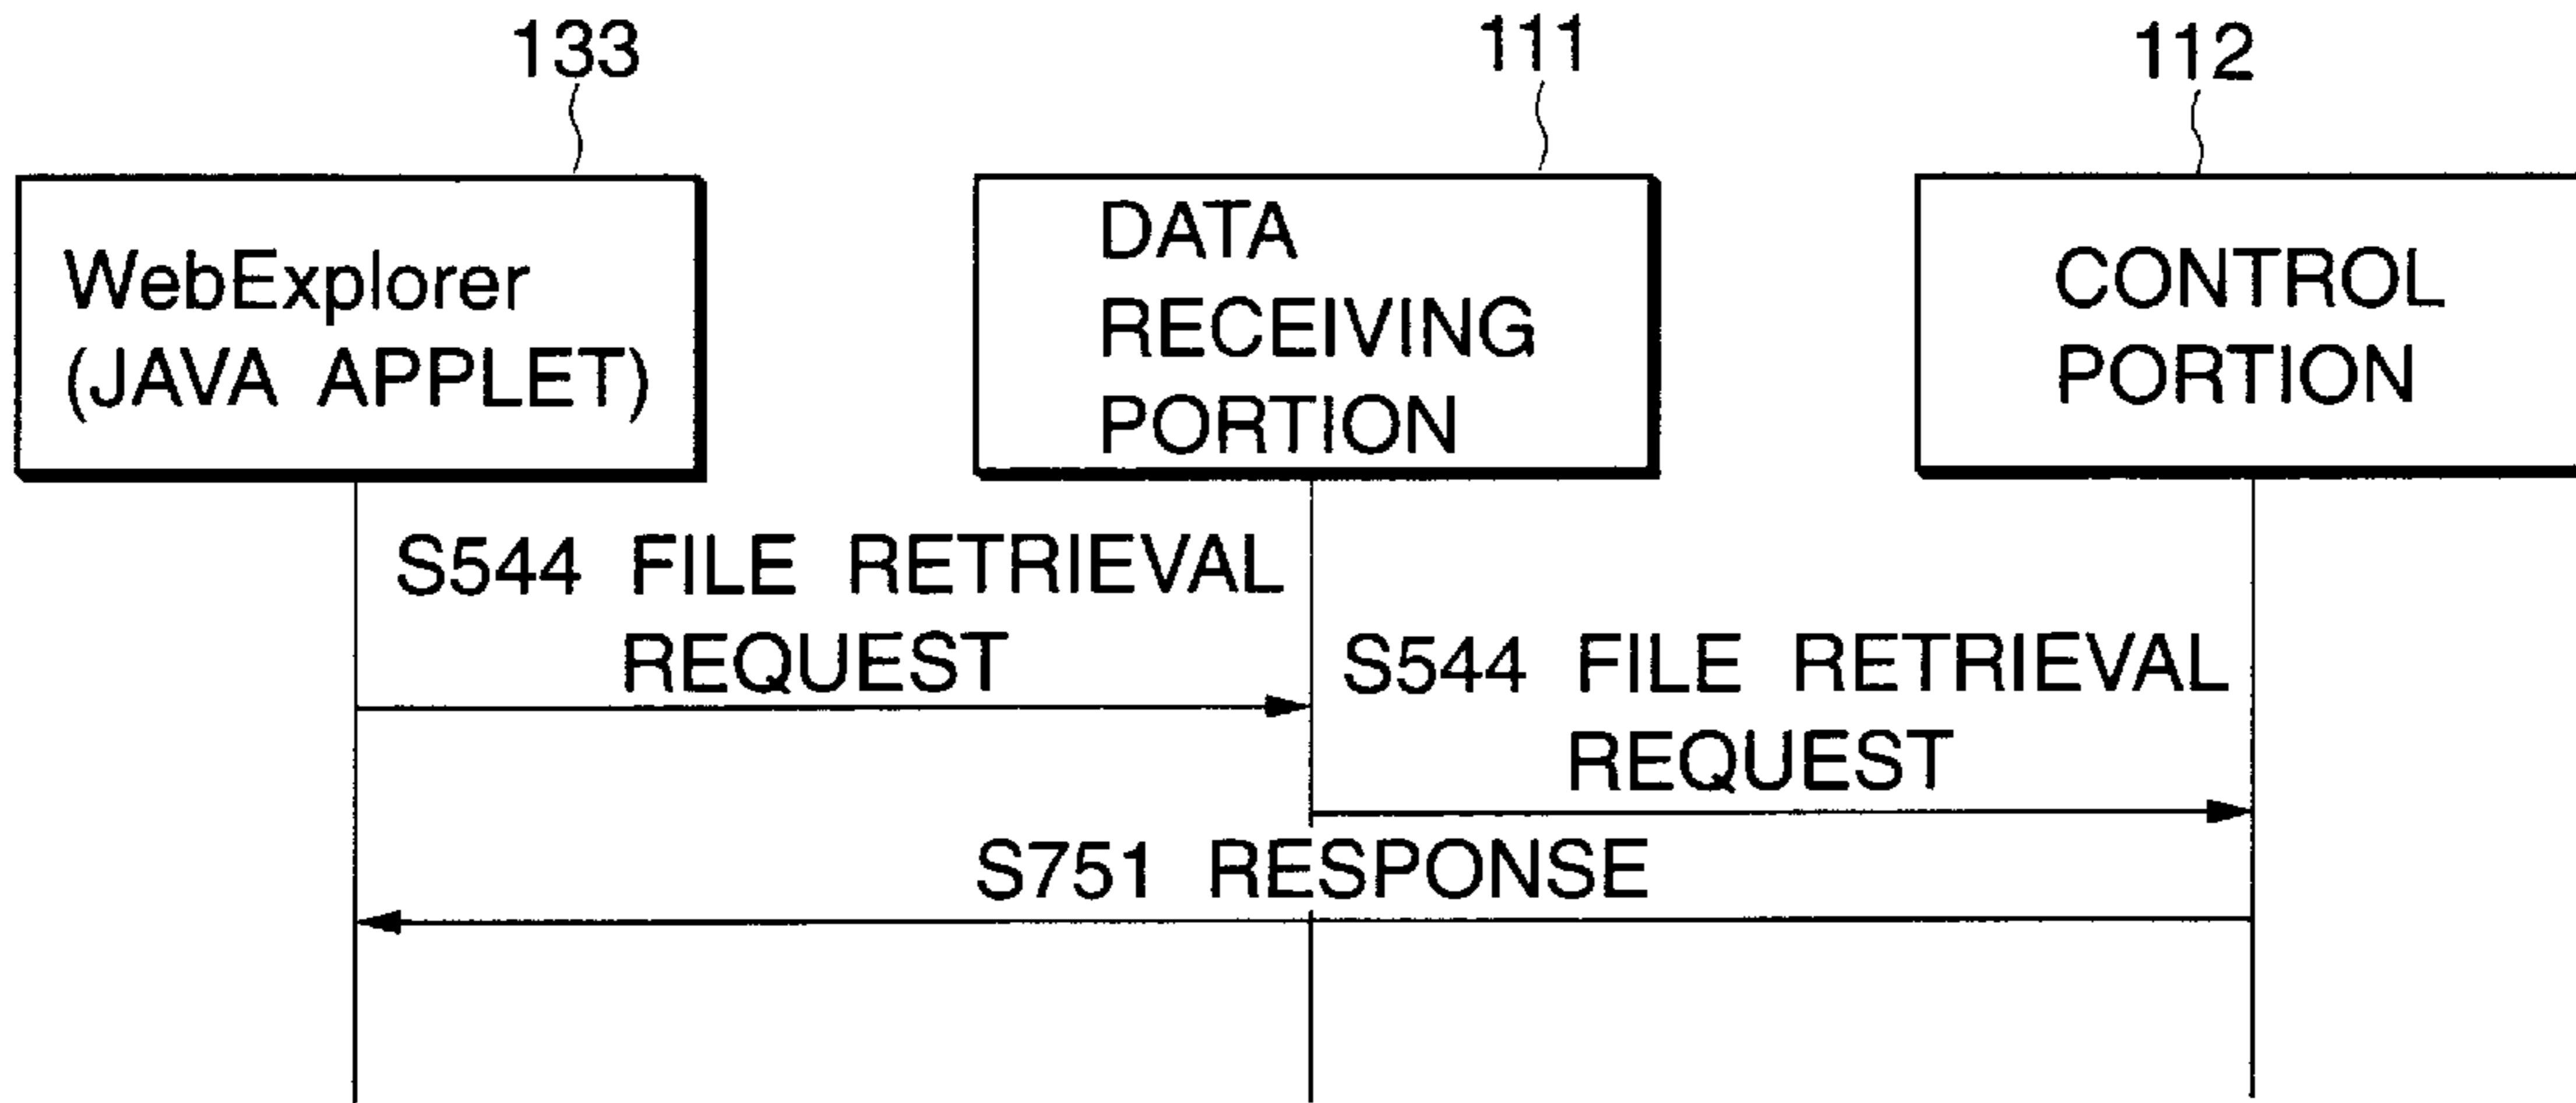 133
111
112
WebExplorer
(JAVA APPLET)
DATA
RECEIVING
PORTION
CONTROL
PORTION
S544 FILE RETRIEVAL
REQUEST
S544 FILE RETRIEVAL
REQUEST
S751 RESPONSE